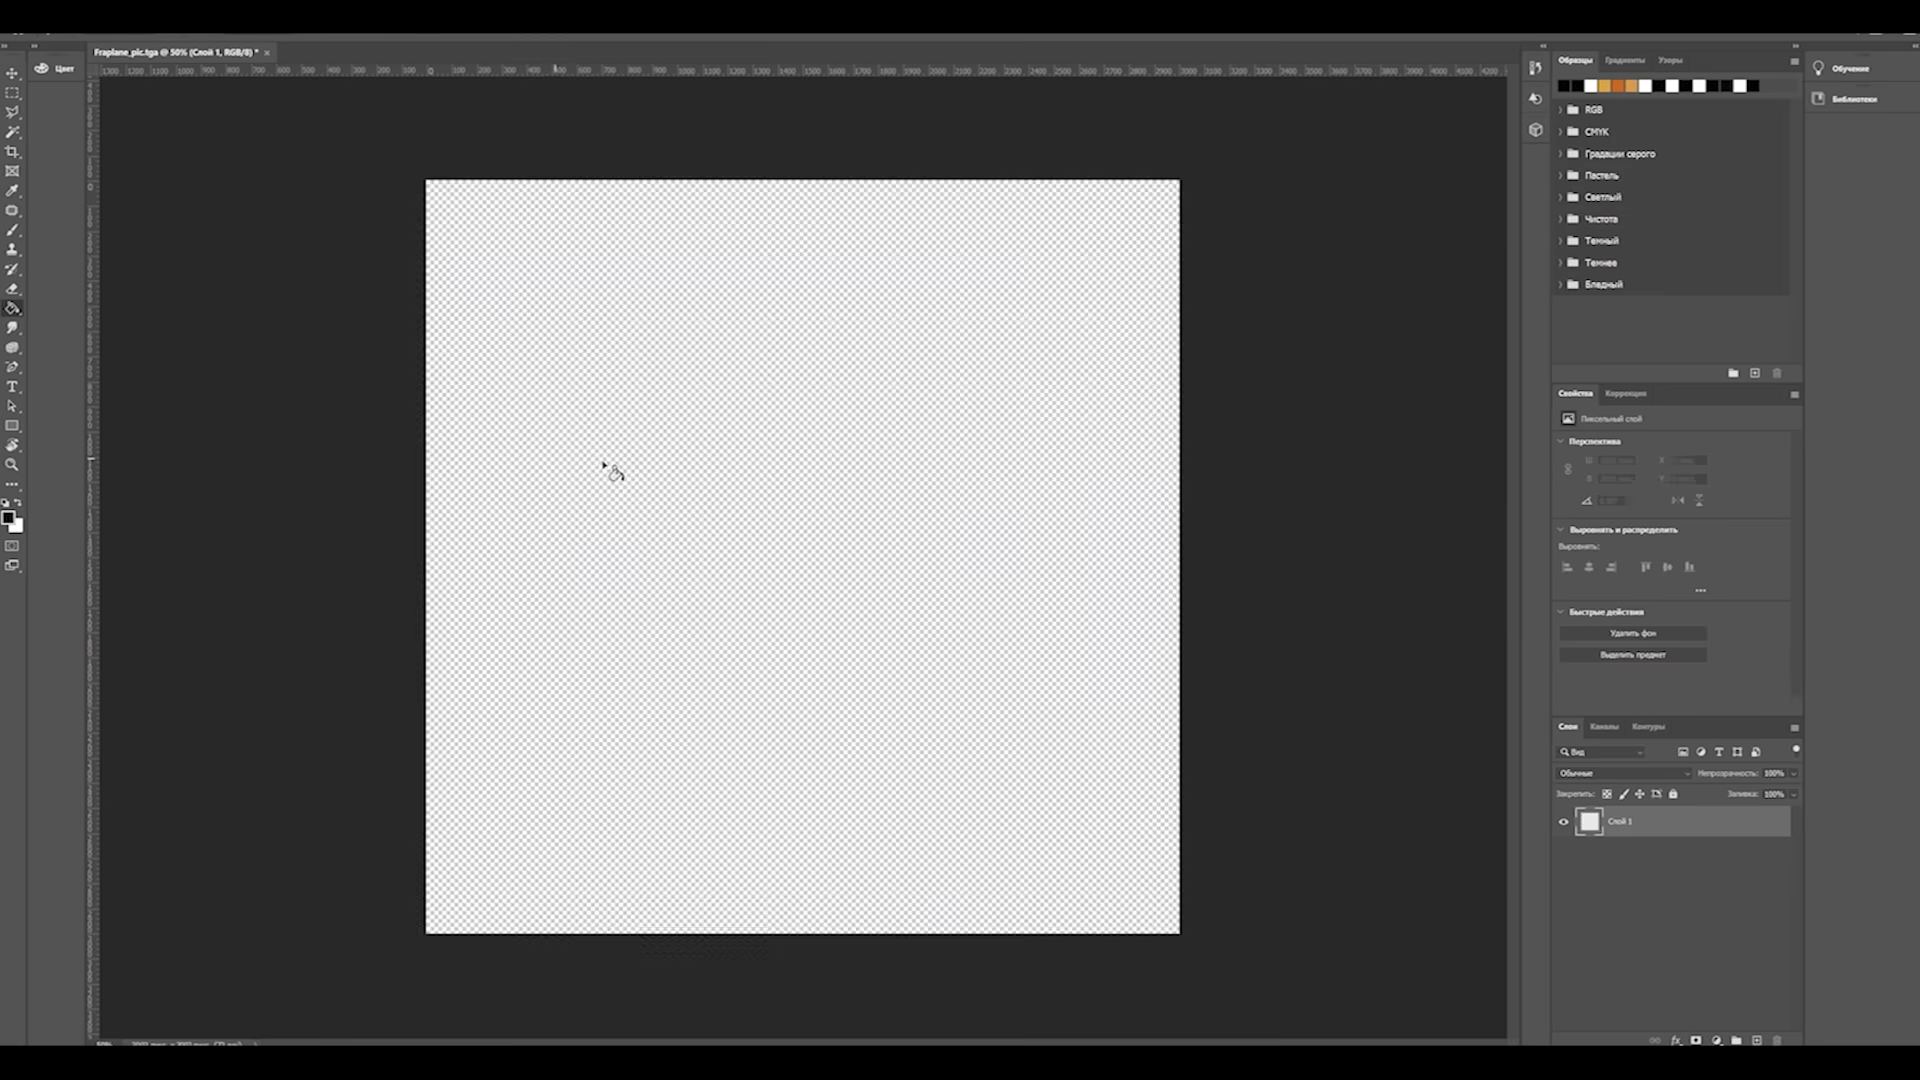 Fraplane_pic.tga @ 50% (Слой 1, RGB/8) *
Цвет
Образцы Градиенты Узоры
Обучение
Библиотеки
RGB
CMYK
Градации серого
Пастель
Светлый
Чистота
Темный
Темнее
Бледный
Свойства Коррекция
Пиксельный слой
Перспектива
Выровнять и распределить
Выровнять:
Быстрые действия
Удалить фон
Выделить предмет
Слои Каналы Контуры
Вид
Обычные Непрозрачность: 100%
Закрепить: Заливка: 100%
Слой 1